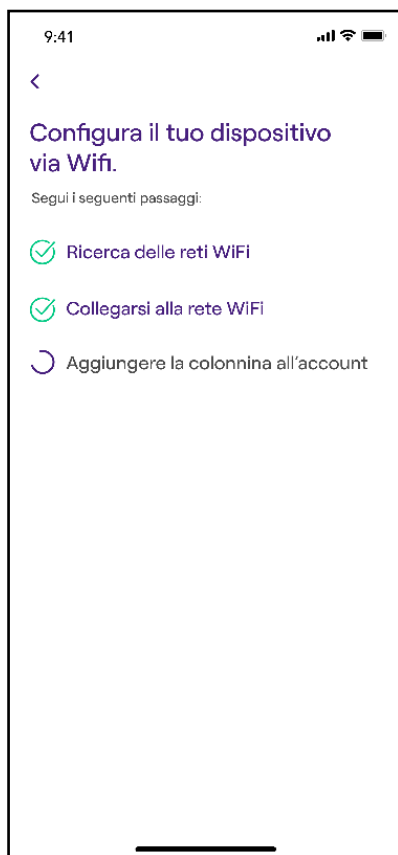 9:41
Configura il tuo dispositivo
via Wifi.
Segui i seguenti passaggi:
Ricerca delle reti WiFi
Collegarsi alla rete WiFi
Aggiungere la colonnina all'account